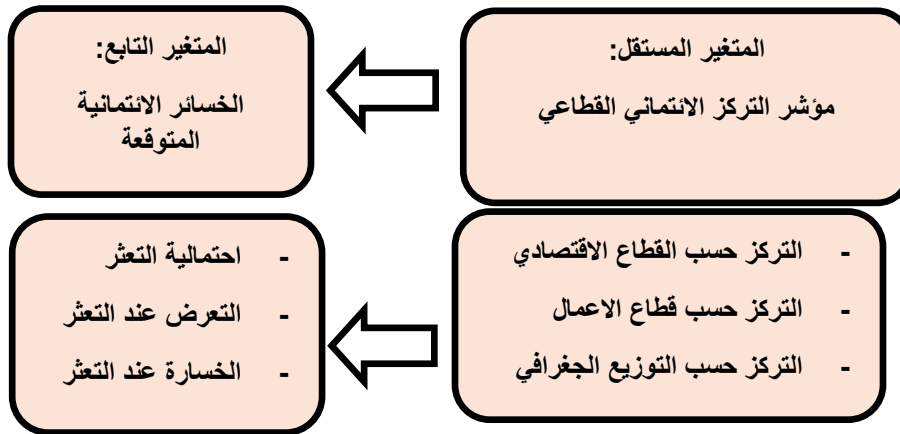 المتغير المستقل:
مؤشر التركز الائتماني القطاعي
المتغير التابع:
الخسائر الائتمانية
المتوقعة
- التركز حسب القطاع الاقتصادي
- التركز حسب قطاع الاعمال
- التركز حسب التوزيع الجغرافي
- احتمالية التعثر
- التعرض عند التعثر
- الخسارة عند التعثر